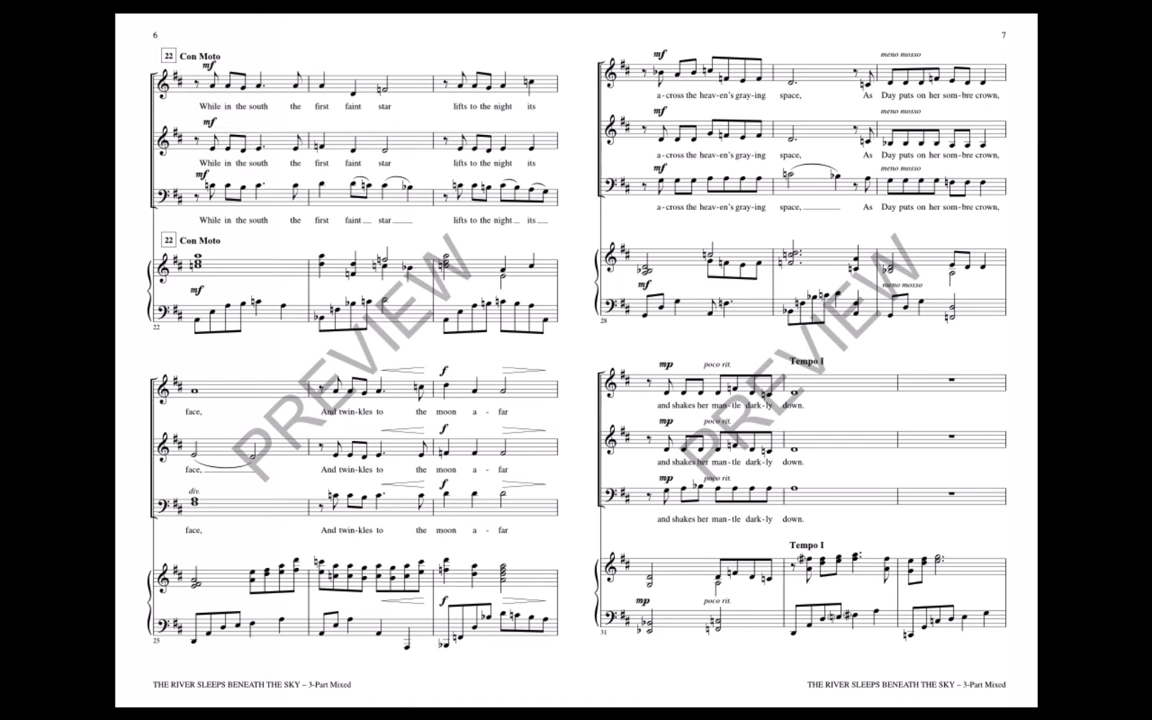 6
22 Con Moto
mf
While in the south the first faint star lifts to the night its
mf
While in the south the first faint star lifts to the night its
mf
While in the south the first faint star lifts to the night its
22 Con Moto
mf
22
face, And twin-kles to the moon a - far
f
face, And twin-kles to the moon a - far
f
div.
face, And twin-kles to the moon a - far
f
f
25
PREVIEW
THE RIVER SLEEPS BENEATH THE SKY – 3-Part Mixed
7
mf meno mosso
a-cross the heav-en's gray-ing space, As Day puts on her som-bre crown,
mf meno mosso
a-cross the heav-en's gray-ing space, As Day puts on her som-bre crown,
mf meno mosso
a-cross the heav-en's gray-ing space, As Day puts on her som-bre crown,
mf meno mosso
28
mp poco rit. Tempo I
and shakes her man-tle dark-ly down.
mp poco rit.
and shakes her man-tle dark-ly down.
mp poco rit.
and shakes her man-tle dark-ly down.
Tempo I
mp poco rit.
31
PREVIEW
THE RIVER SLEEPS BENEATH THE SKY – 3-Part Mixed